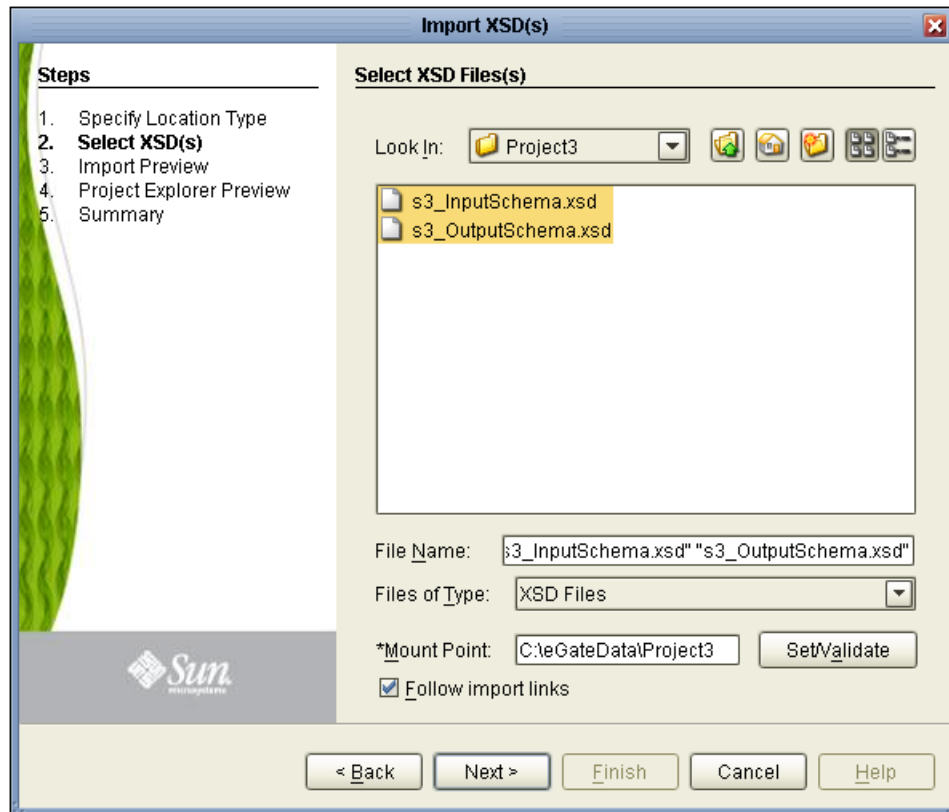 Import XSD(s)
Steps
1. Specify Location Type
2. Select XSD(s)
3. Import Preview
4. Project Explorer Preview
5. Summary
Select XSD Files(s)
Look In: Project3
s3_InputSchema.xsd
s3_OutputSchema.xsd
File Name: s3_InputSchema.xsd" "s3_OutputSchema.xsd"
Files of Type: XSD Files
*Mount Point: C:\eGateData\Project3 Set/Validate
Follow import links
Sun
microsystems
< Back Next > Finish Cancel Help